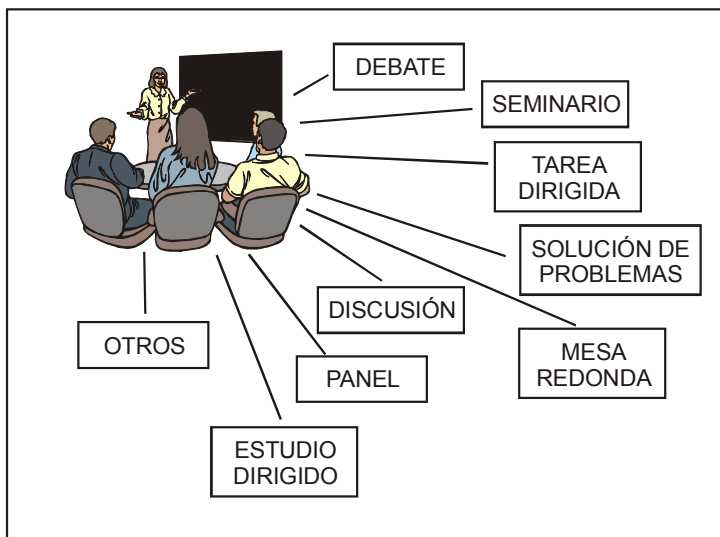 DEBATE
SEMINARIO
TAREA
DIRIGIDA
SOLUCIÓN DE
PROBLEMAS
DISCUSIÓN
MESA
REDONDA
OTROS
PANEL
ESTUDIO
DIRIGIDO